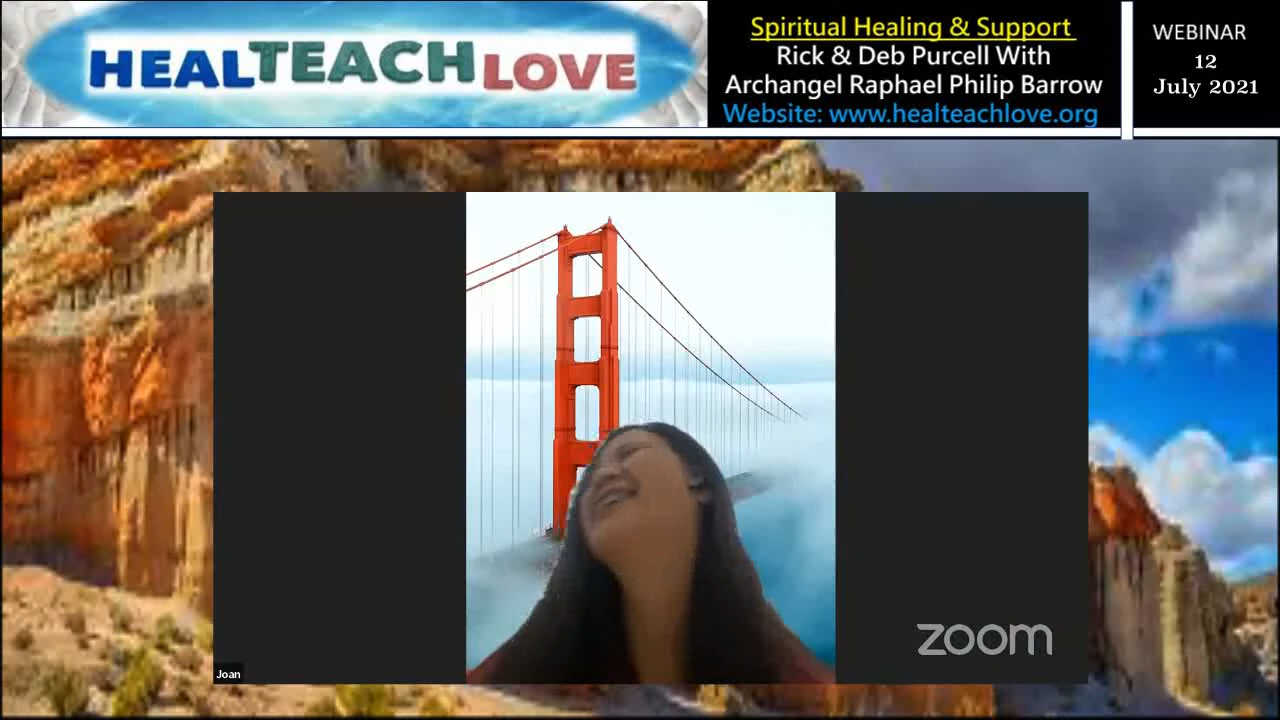 HEALTEACHLOVE
Spiritual Healing & Support
Rick & Deb Purcell With
Archangel Raphael Philip Barrow
Website: www.healteachlove.org
WEBINAR
12
July 2021
zoom
Joan